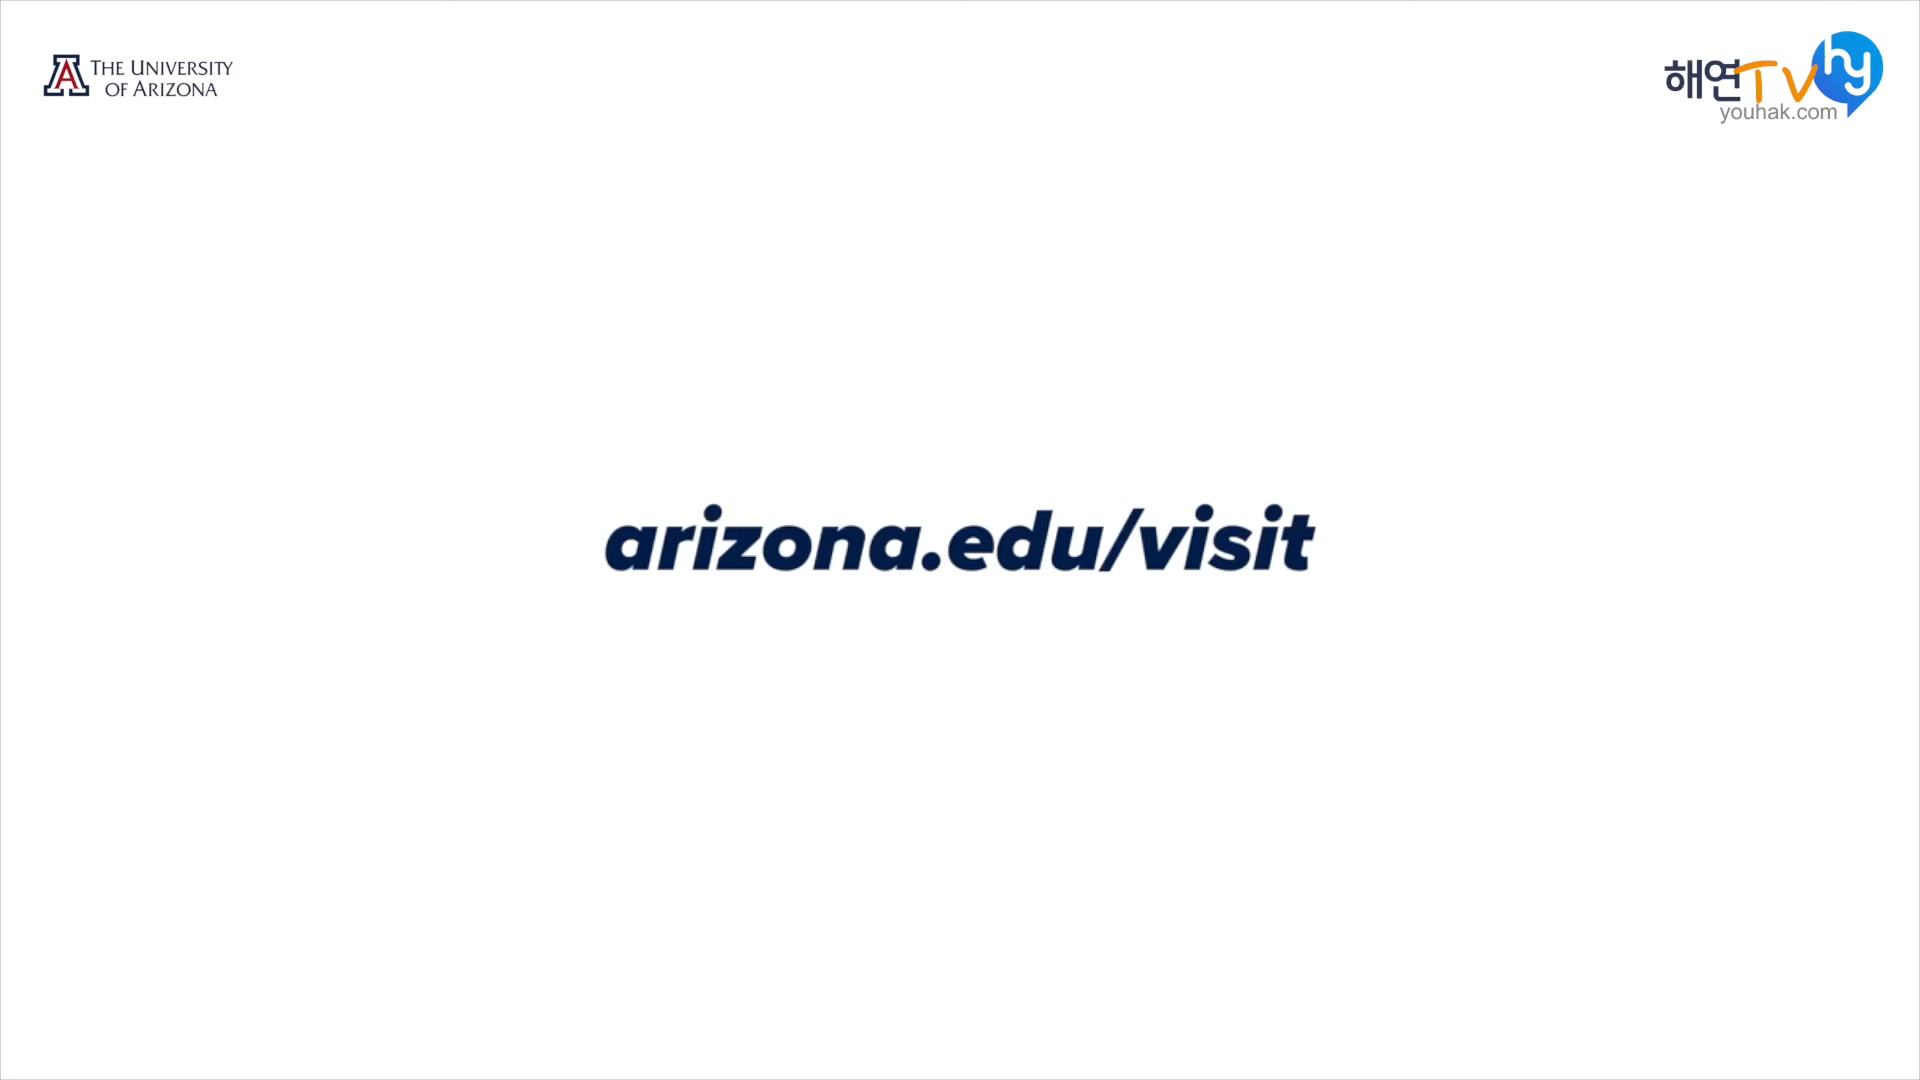 THE UNIVERSITY
OF ARIZONA
해연TV hy
youhak.com
arizona.edu/visit